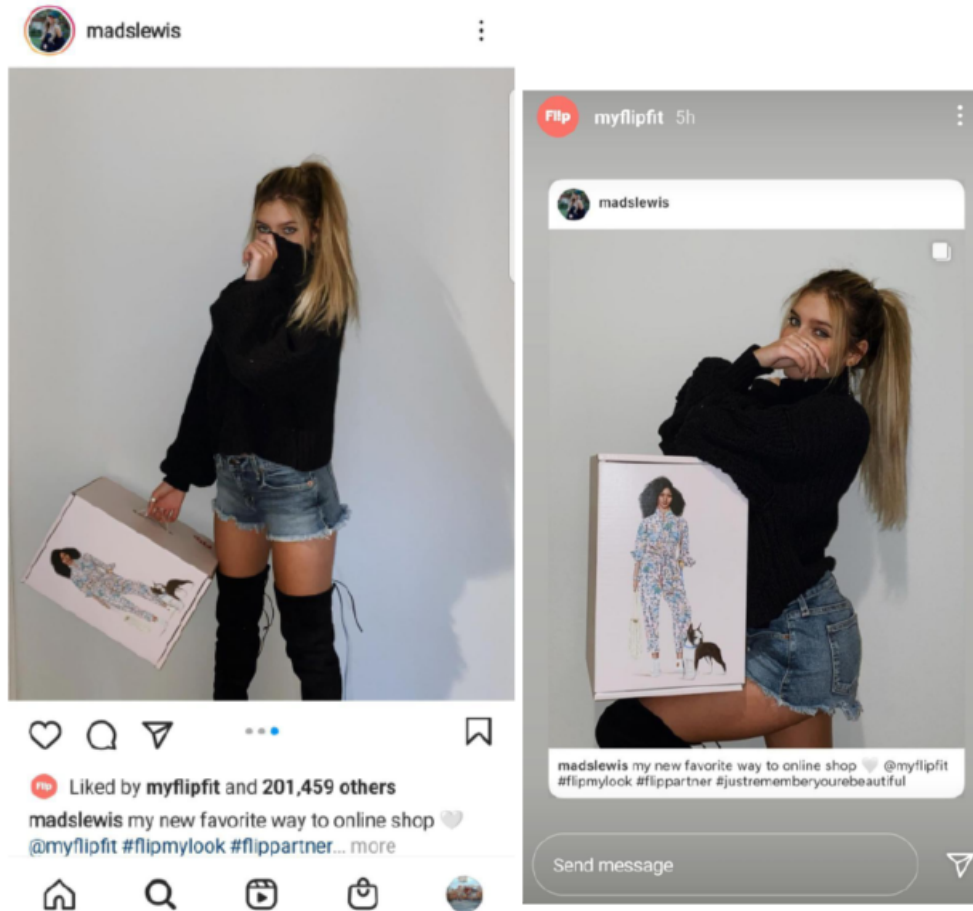 madslewis
Liked by myflipfit and 201,459 others
madslewis my new favorite way to online shop 🤍
@myflipfit #flipmylook #flippartner... more
Flip
myflipfit 5h
madslewis
madslewis my new favorite way to online shop 🤍 @myflipfit
#flipmylook #flippartner #justrememberyourebeautiful
Send message